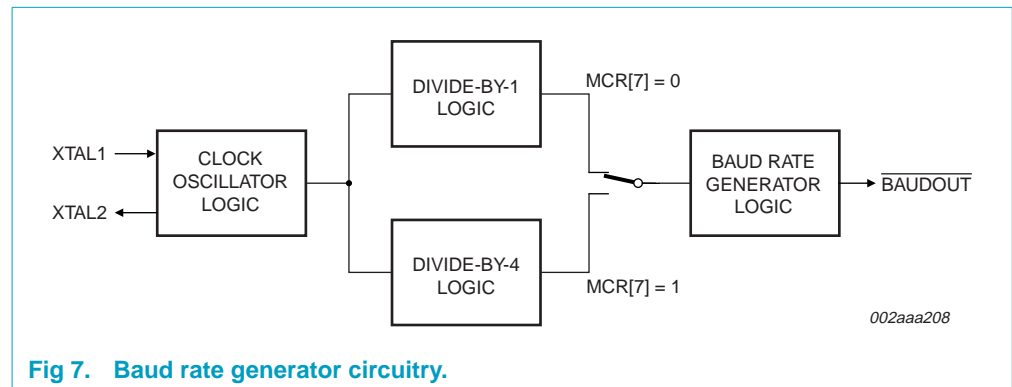 DIVIDE-BY-1
LOGIC
MCR[7] = 0
XTAL1
XTAL2
CLOCK
OSCILLATOR
LOGIC
BAUD RATE
GENERATOR
LOGIC
BAUDOUT
DIVIDE-BY-4
LOGIC
MCR[7] = 1
002aaa208
Fig 7. Baud rate generator circuitry.